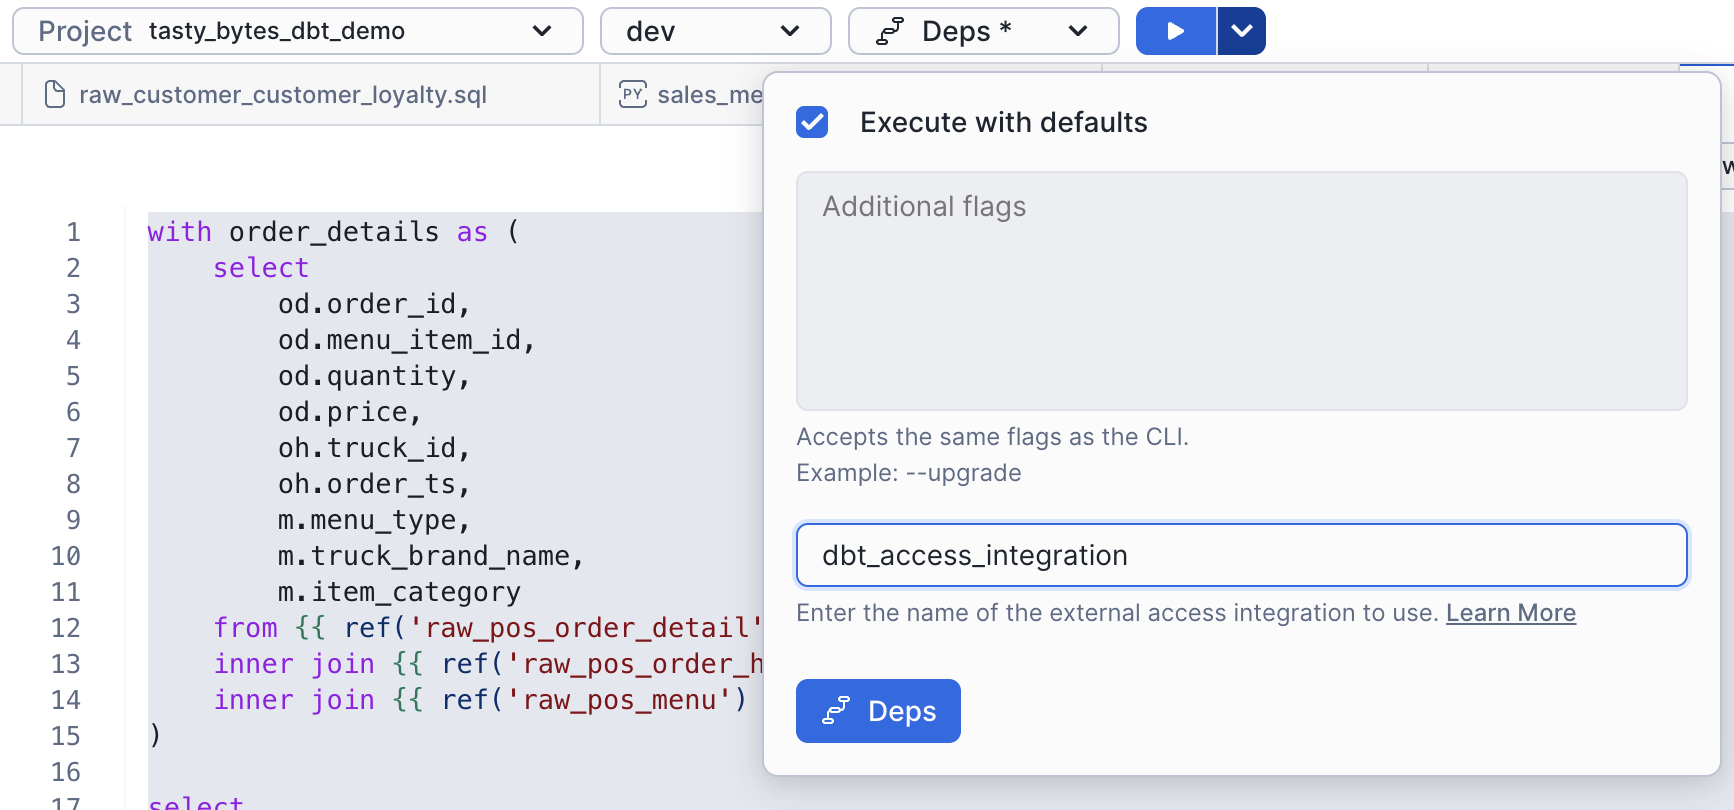 Project tasty_bytes_dbt_demo dev Deps *
raw_customer_customer_loyalty.sql PY sales_me
Execute with defaults
Additional flags
Accepts the same flags as the CLI.
Example: --upgrade
dbt_access_integration
Enter the name of the external access integration to use. Learn More
Deps
1 with order_details as (
2 select
3 od.order_id,
4 od.menu_item_id,
5 od.quantity,
6 od.price,
7 oh.truck_id,
8 oh.order_ts,
9 m.menu_type,
10 m.truck_brand_name,
11 m.item_category
12 from {{ ref('raw_pos_order_detail'
13 inner join {{ ref('raw_pos_order_h
14 inner join {{ ref('raw_pos_menu')
15 )
16
17 select